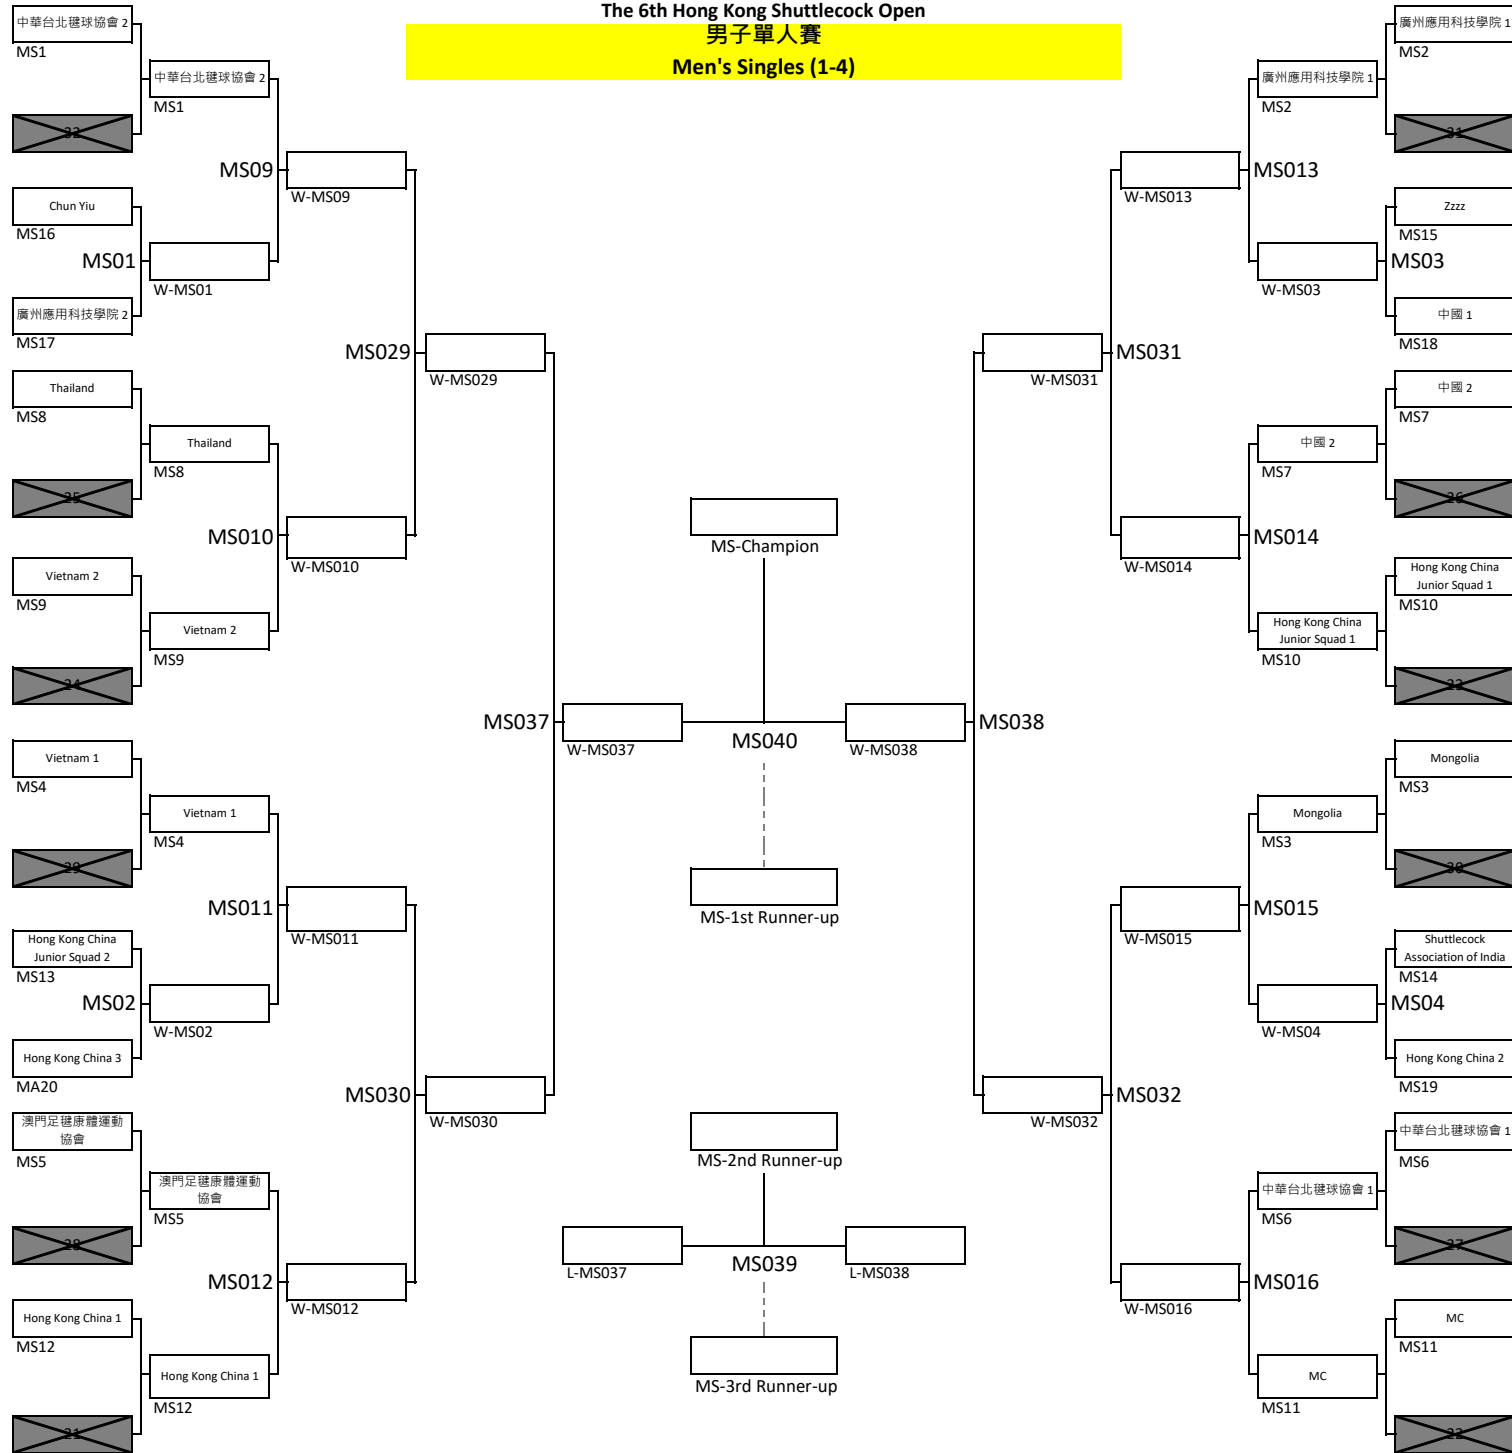 The 6th Hong Kong Shuttlecock Open
男子單人賽
Men's Singles (1-4)
中華台北毽球協會 2
MS1
32
中華台北毽球協會 2
MS1
MS09
W-MS09
Chun Yiu
MS16
MS01
W-MS01
廣州應用科技學院 2
MS17
MS029
W-MS029
Thailand
MS8
25
Thailand
MS8
MS010
W-MS010
Vietnam 2
MS9
24
Vietnam 2
MS9
MS037
W-MS037
Vietnam 1
MS4
29
Vietnam 1
MS4
MS011
W-MS011
Hong Kong China
Junior Squad 2
MS13
MS02
W-MS02
Hong Kong China 3
MA20
MS030
W-MS030
澳門足毽康體運動
協會
MS5
28
澳門足毽康體運動
協會
MS5
MS012
W-MS012
Hong Kong China 1
MS12
21
Hong Kong China 1
MS12
MS-Champion
MS040
MS-1st Runner-up
MS-2nd Runner-up
L-MS037
MS039
L-MS038
MS-3rd Runner-up
廣州應用科技學院 1
MS2
31
廣州應用科技學院 1
MS2
MS013
W-MS013
Zzzz
MS15
MS03
W-MS03
中國 1
MS18
MS031
W-MS031
中國 2
MS7
26
中國 2
MS7
MS014
W-MS014
Hong Kong China
Junior Squad 1
MS10
23
Hong Kong China
Junior Squad 1
MS10
MS038
W-MS038
Mongolia
MS3
30
Mongolia
MS3
MS015
W-MS015
Shuttlecock
Association of India
MS14
MS04
W-MS04
Hong Kong China 2
MS19
MS032
W-MS032
中華台北毽球協會 1
MS6
27
中華台北毽球協會 1
MS6
MS016
W-MS016
MC
MS11
22
MC
MS11